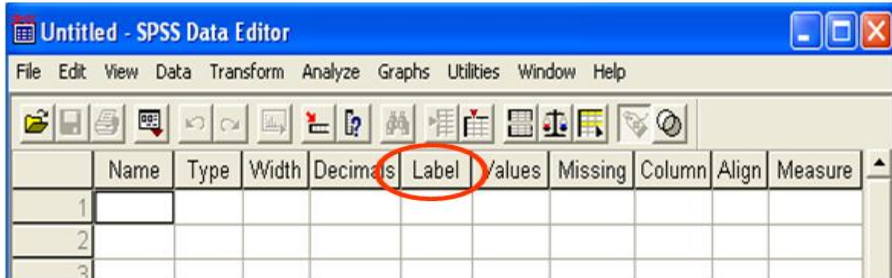 Untitled - SPSS Data Editor
File Edit View Data Transform Analyze Graphs Utilities Window Help
Name Type Width Decimals Label Values Missing Column Align Measure
1
2
3